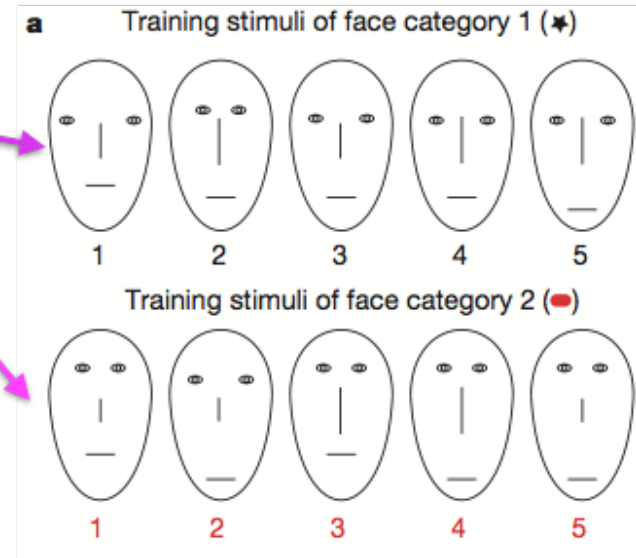 a Training stimuli of face category 1 (★)
1 2 3 4 5
Training stimuli of face category 2 ()
1 2 3 4 5